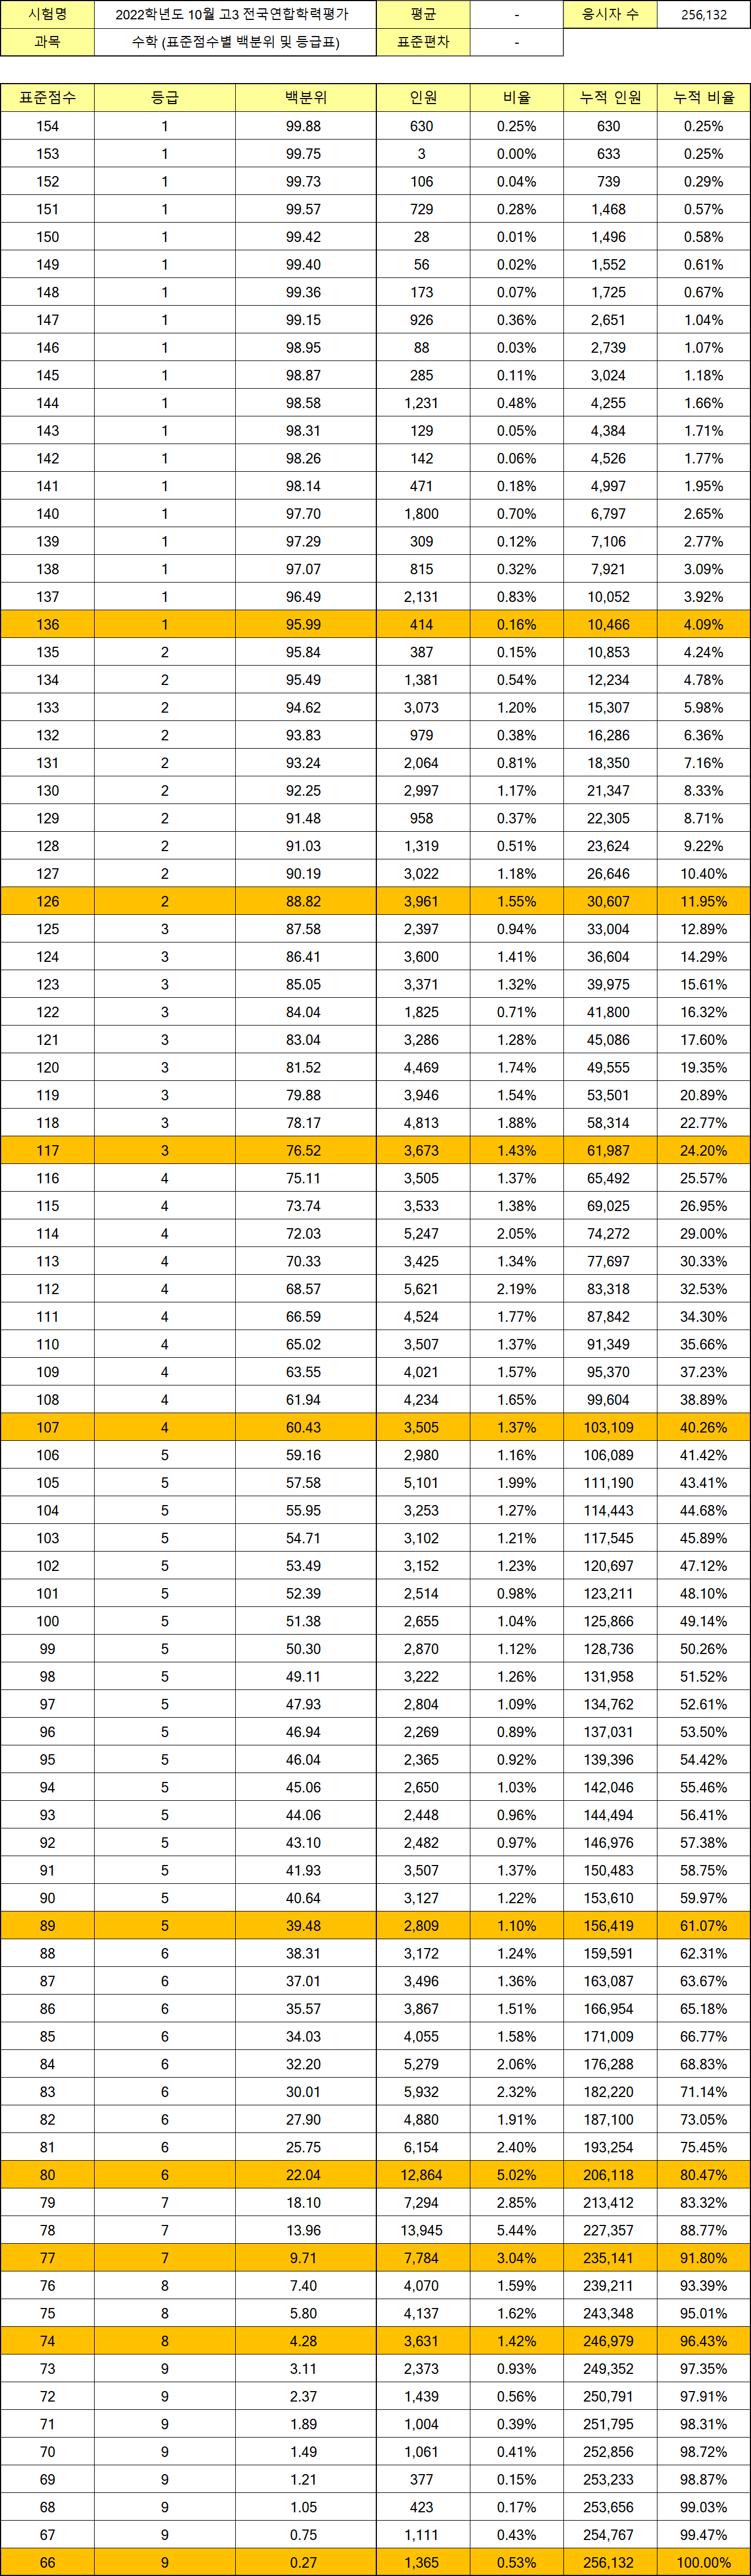 시험명 2022학년도 10월 고3 전국연합학력평가 평균 - 응시자 수 256,132
과목 수학 (표준점수별 백분위 및 등급표) 표준편차 -
표준점수 등급 백분위 인원 비율 누적 인원 누적 비율
154 1 99.88 630 0.25% 630 0.25%
153 1 99.75 3 0.00% 633 0.25%
152 1 99.73 106 0.04% 739 0.29%
151 1 99.57 729 0.28% 1,468 0.57%
150 1 99.42 28 0.01% 1,496 0.58%
149 1 99.40 56 0.02% 1,552 0.61%
148 1 99.36 173 0.07% 1,725 0.67%
147 1 99.15 926 0.36% 2,651 1.04%
146 1 98.95 88 0.03% 2,739 1.07%
145 1 98.87 285 0.11% 3,024 1.18%
144 1 98.58 1,231 0.48% 4,255 1.66%
143 1 98.31 129 0.05% 4,384 1.71%
142 1 98.26 142 0.06% 4,526 1.77%
141 1 98.14 471 0.18% 4,997 1.95%
140 1 97.70 1,800 0.70% 6,797 2.65%
139 1 97.29 309 0.12% 7,106 2.77%
138 1 97.07 815 0.32% 7,921 3.09%
137 1 96.49 2,131 0.83% 10,052 3.92%
136 1 95.99 414 0.16% 10,466 4.09%
135 2 95.84 387 0.15% 10,853 4.24%
134 2 95.49 1,381 0.54% 12,234 4.78%
133 2 94.62 3,073 1.20% 15,307 5.98%
132 2 93.83 979 0.38% 16,286 6.36%
131 2 93.24 2,064 0.81% 18,350 7.16%
130 2 92.25 2,997 1.17% 21,347 8.33%
129 2 91.48 958 0.37% 22,305 8.71%
128 2 91.03 1,319 0.51% 23,624 9.22%
127 2 90.19 3,022 1.18% 26,646 10.40%
126 2 88.82 3,961 1.55% 30,607 11.95%
125 3 87.58 2,397 0.94% 33,004 12.89%
124 3 86.41 3,600 1.41% 36,604 14.29%
123 3 85.05 3,371 1.32% 39,975 15.61%
122 3 84.04 1,825 0.71% 41,800 16.32%
121 3 83.04 3,286 1.28% 45,086 17.60%
120 3 81.52 4,469 1.74% 49,555 19.35%
119 3 79.88 3,946 1.54% 53,501 20.89%
118 3 78.17 4,813 1.88% 58,314 22.77%
117 3 76.52 3,673 1.43% 61,987 24.20%
116 4 75.11 3,505 1.37% 65,492 25.57%
115 4 73.74 3,533 1.38% 69,025 26.95%
114 4 72.03 5,247 2.05% 74,272 29.00%
113 4 70.33 3,425 1.34% 77,697 30.33%
112 4 68.57 5,621 2.19% 83,318 32.53%
111 4 66.59 4,524 1.77% 87,842 34.30%
110 4 65.02 3,507 1.37% 91,349 35.66%
109 4 63.55 4,021 1.57% 95,370 37.23%
108 4 61.94 4,234 1.65% 99,604 38.89%
107 4 60.43 3,505 1.37% 103,109 40.26%
106 5 59.16 2,980 1.16% 106,089 41.42%
105 5 57.58 5,101 1.99% 111,190 43.41%
104 5 55.95 3,253 1.27% 114,443 44.68%
103 5 54.71 3,102 1.21% 117,545 45.89%
102 5 53.49 3,152 1.23% 120,697 47.12%
101 5 52.39 2,514 0.98% 123,211 48.10%
100 5 51.38 2,655 1.04% 125,866 49.14%
99 5 50.30 2,870 1.12% 128,736 50.26%
98 5 49.11 3,222 1.26% 131,958 51.52%
97 5 47.93 2,804 1.09% 134,762 52.61%
96 5 46.94 2,269 0.89% 137,031 53.50%
95 5 46.04 2,365 0.92% 139,396 54.42%
94 5 45.06 2,650 1.03% 142,046 55.46%
93 5 44.06 2,448 0.96% 144,494 56.41%
92 5 43.10 2,482 0.97% 146,976 57.38%
91 5 41.93 3,507 1.37% 150,483 58.75%
90 5 40.64 3,127 1.22% 153,610 59.97%
89 5 39.48 2,809 1.10% 156,419 61.07%
88 6 38.31 3,172 1.24% 159,591 62.31%
87 6 37.01 3,496 1.36% 163,087 63.67%
86 6 35.57 3,867 1.51% 166,954 65.18%
85 6 34.03 4,055 1.58% 171,009 66.77%
84 6 32.20 5,279 2.06% 176,288 68.83%
83 6 30.01 5,932 2.32% 182,220 71.14%
82 6 27.90 4,880 1.91% 187,100 73.05%
81 6 25.75 6,154 2.40% 193,254 75.45%
80 6 22.04 12,864 5.02% 206,118 80.47%
79 7 18.10 7,294 2.85% 213,412 83.32%
78 7 13.96 13,945 5.44% 227,357 88.77%
77 7 9.71 7,784 3.04% 235,141 91.80%
76 8 7.40 4,070 1.59% 239,211 93.39%
75 8 5.80 4,137 1.62% 243,348 95.01%
74 8 4.28 3,631 1.42% 246,979 96.43%
73 9 3.11 2,373 0.93% 249,352 97.35%
72 9 2.37 1,439 0.56% 250,791 97.91%
71 9 1.89 1,004 0.39% 251,795 98.31%
70 9 1.49 1,061 0.41% 252,856 98.72%
69 9 1.21 377 0.15% 253,233 98.87%
68 9 1.05 423 0.17% 253,656 99.03%
67 9 0.75 1,111 0.43% 254,767 99.47%
66 9 0.27 1,365 0.53% 256,132 100.00%